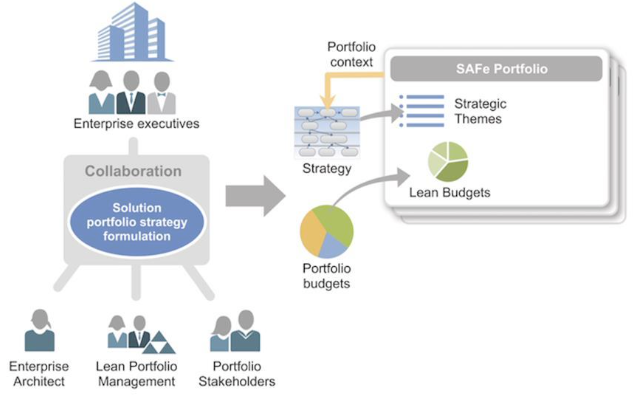 Enterprise executives
Collaboration
Solution
portfolio strategy
formulation
Enterprise
Architect
Lean Portfolio
Management
Portfolio
Stakeholders
Portfolio
context
Strategy
Portfolio
budgets
SAFe Portfolio
Strategic
Themes
Lean Budgets